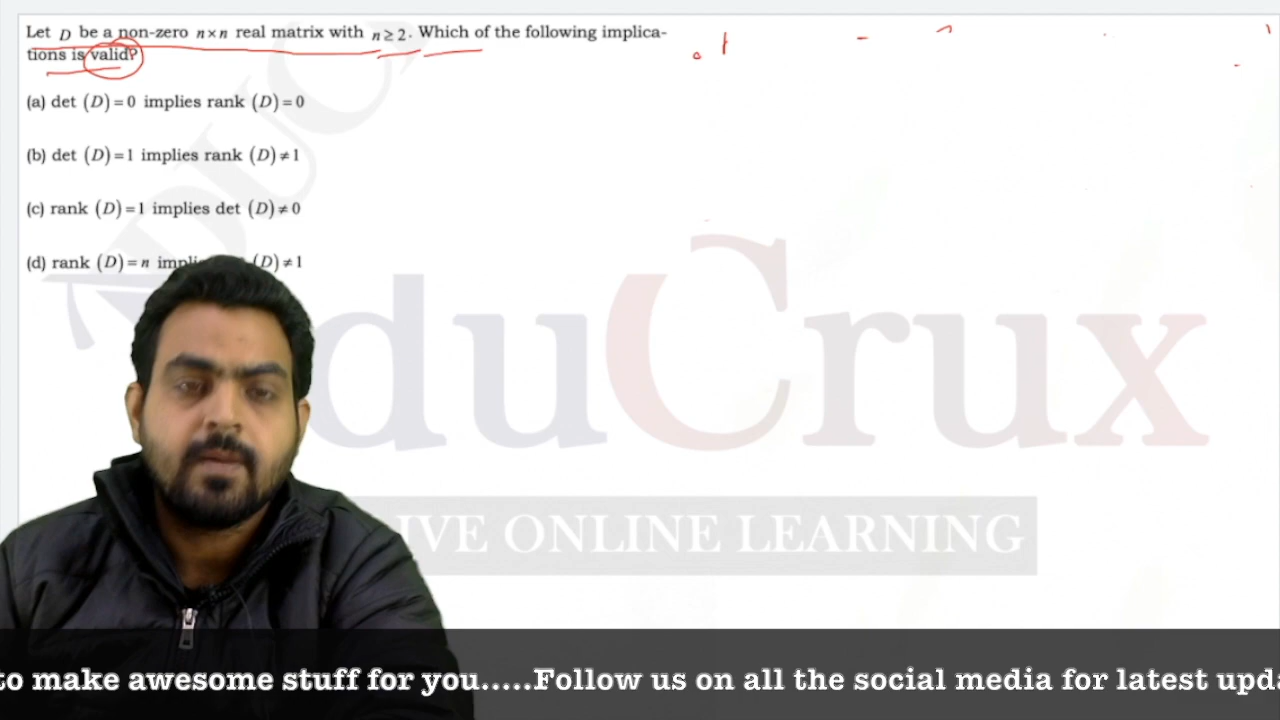 Let D be a non-zero n×n real matrix with n≥2. Which of the following implica-
tions is valid?
(a) det (D)=0 implies rank (D)=0
(b) det (D)=1 implies rank (D)≠1
(c) rank (D)=1 implies det (D)≠0
(d) rank (D)=n (D)≠1
duCrux
IVE ONLINE LEARNING
to make awesome stuff for you.....Follow us on all the social media for latest upda